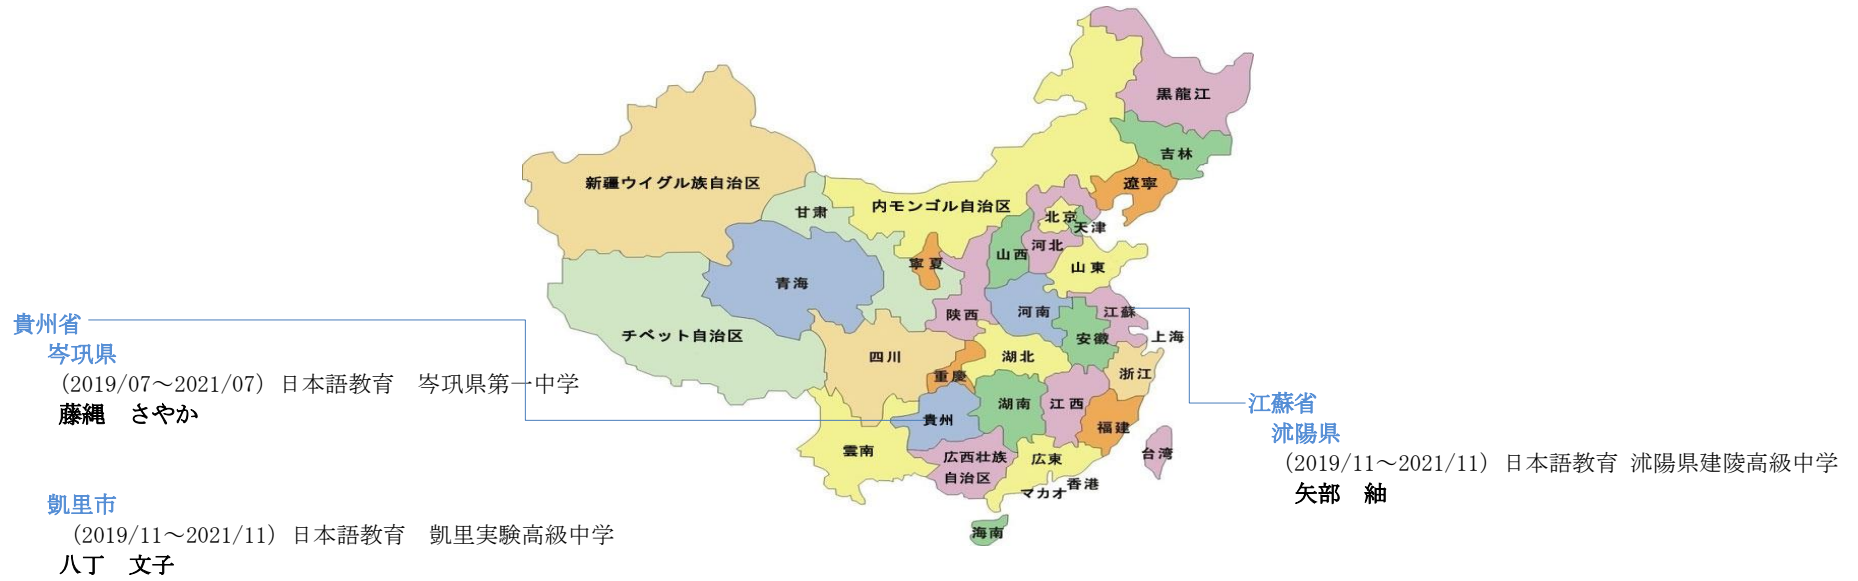 黒龍江
吉林
遼寧
新疆ウイグル族自治区
甘粛
内モンゴル自治区
北京
天津
河北
山西
寧夏
山東
青海
陝西
河南
江蘇
安徽
上海
チベット自治区
四川
湖北
重慶
浙江
湖南
江西
貴州
福建
雲南
広西壮族
自治区
広東
台湾
香港
マカオ
海南
貴州省
岑巩県
(2019/07～2021/07) 日本語教育　岑巩県第一中学
藤縄　さやか
凱里市
(2019/11～2021/11) 日本語教育　凱里実験高級中学
八丁　文子
江蘇省
沭陽県
(2019/11～2021/11) 日本語教育 沭陽県建陵高級中学
矢部　紬